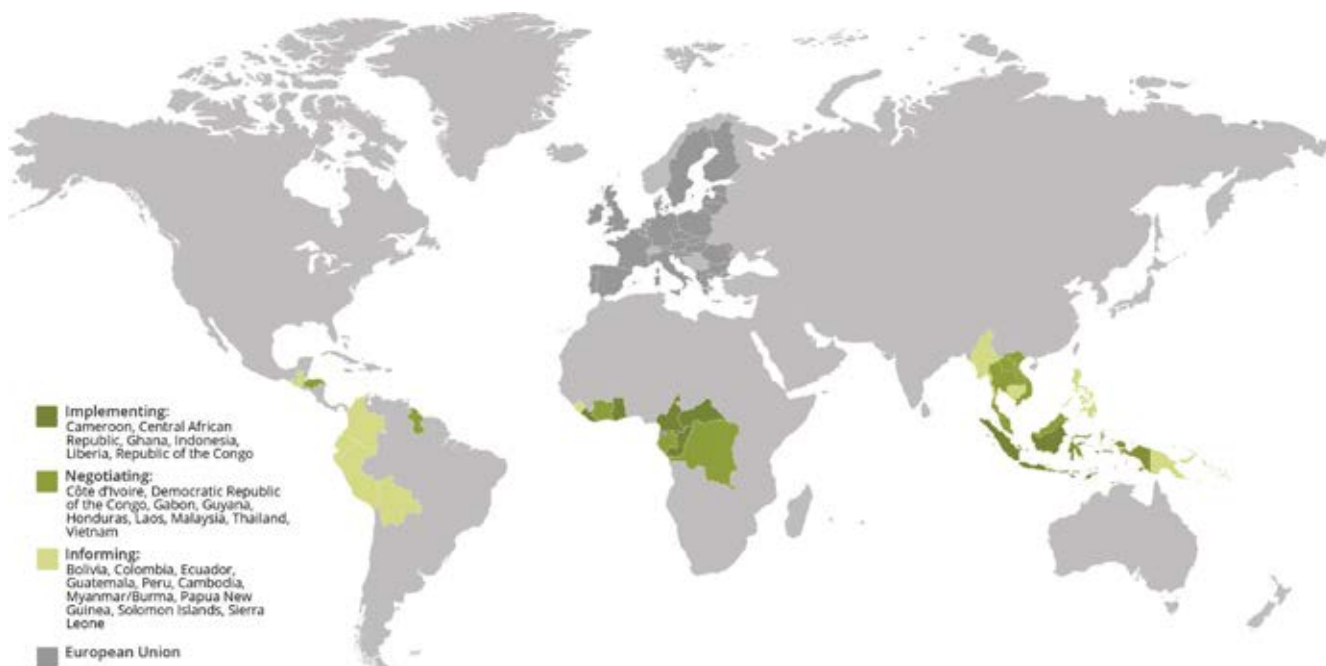 Implementing:
Cameroon, Central African
Republic, Ghana, Indonesia,
Liberia, Republic of the Congo
Negotiating:
Côte d'Ivoire, Democratic Republic
of the Congo, Gabon, Guyana,
Honduras, Laos, Malaysia, Thailand,
Vietnam
Informing:
Bolivia, Colombia, Ecuador,
Guatemala, Peru, Cambodia,
Myanmar/Burma, Papua New
Guinea, Solomon Islands, Sierra
Leone
European Union